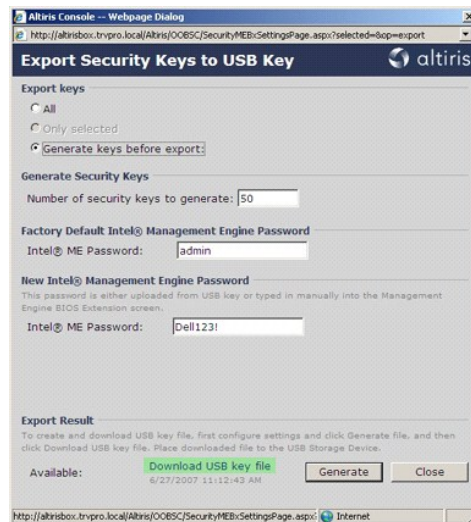 Altiris Console -- Webpage Dialog
http://altirisbox.trvpro.local/Altiris/OOBSC/SecurityMEBxSettingsPage.aspx?selected=&op=export
Export Security Keys to USB Key
altiris
Export keys
All
Only selected
Generate keys before export:
Generate Security Keys
Number of security keys to generate: 50
Factory Default Intel® Management Engine Password
Intel® ME Password: admin
New Intel® Management Engine Password
This password is either uploaded from USB key or typed in manually into the Management
Engine BIOS Extension screen.
Intel® ME Password: Dell123!
Export Result
To create and download USB key file, first configure settings and click Generate file, and then
click Download USB key file. Place downloaded file to the USB Storage Device.
Available: Download USB key file Generate Close
6/27/2007 11:12:43 AM
http://altirisbox.trvpro.local/Altiris/OOBSC/SecurityMEBxSettingsPage.aspx? Internet